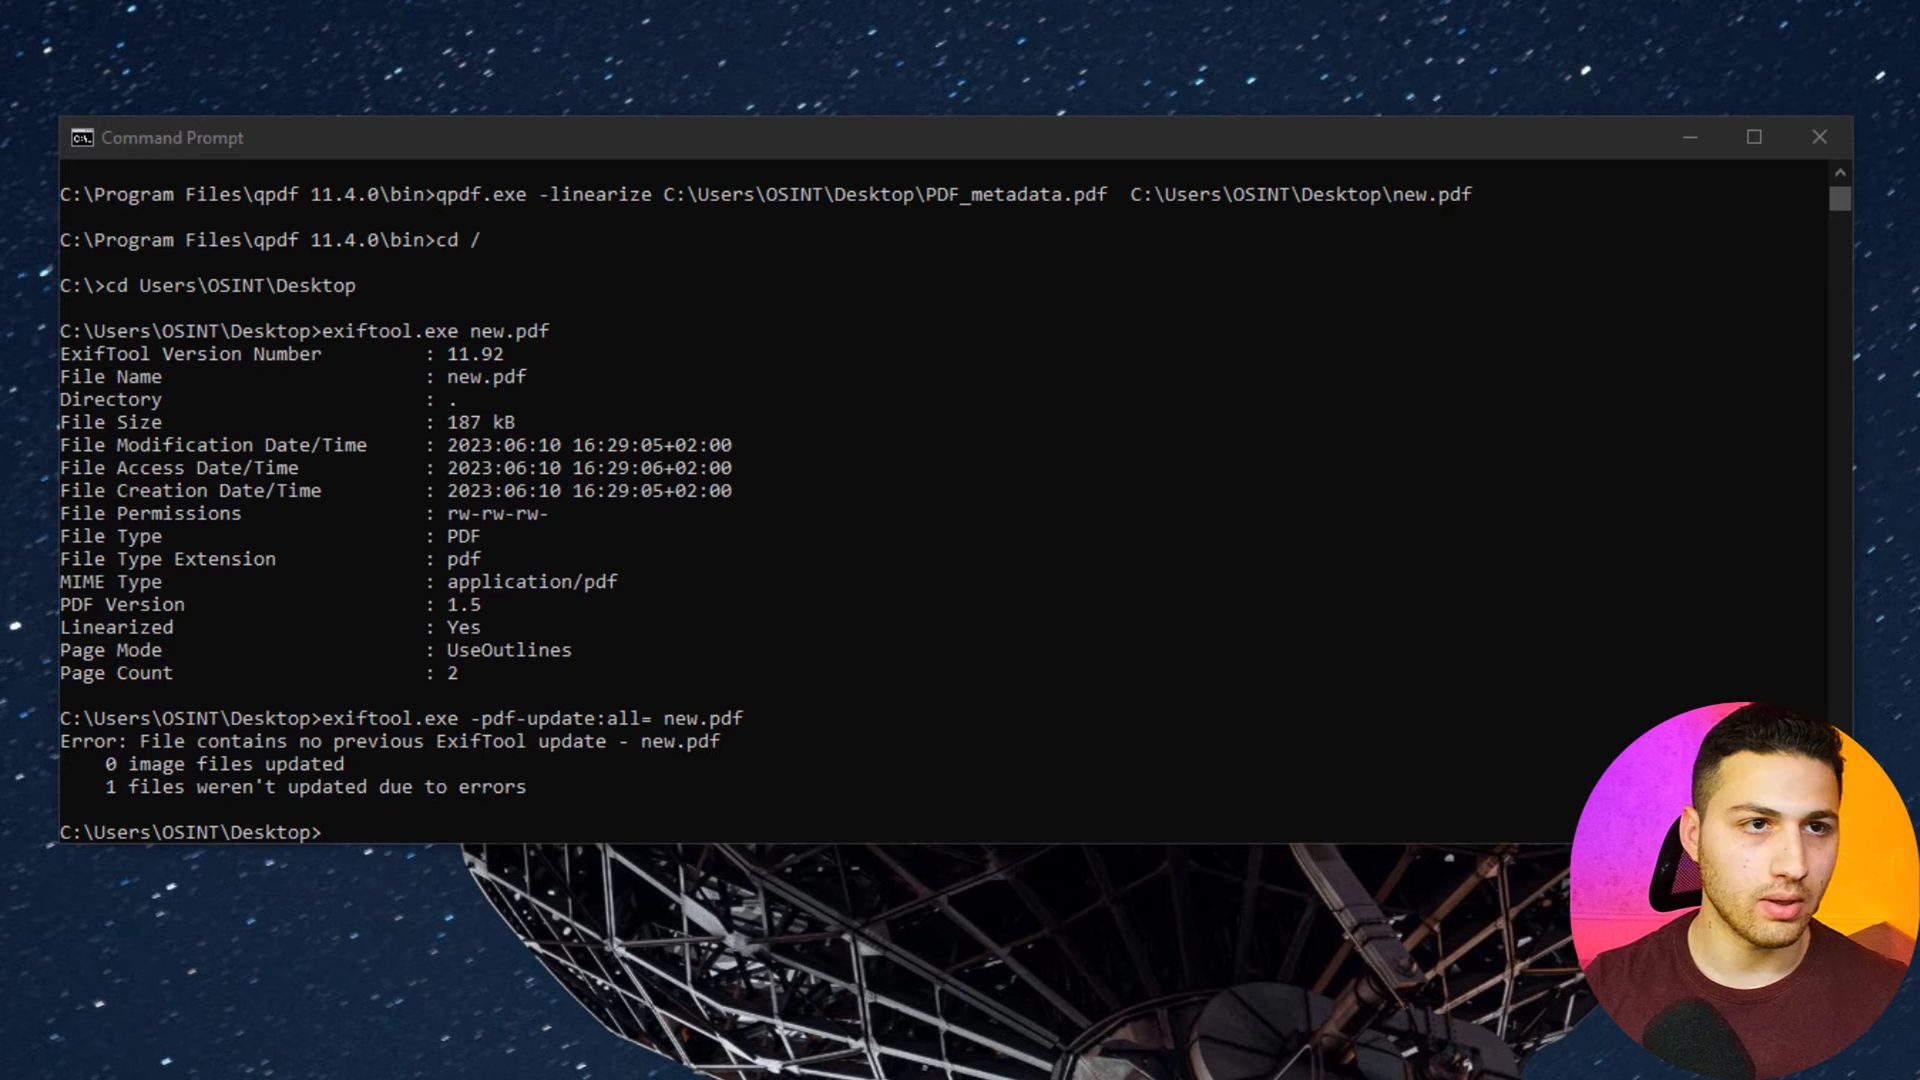 Command Prompt
C:\Program Files\qpdf 11.4.0\bin>qpdf.exe -linearize C:\Users\OSINT\Desktop\PDF_metadata.pdf  C:\Users\OSINT\Desktop\new.pdf
C:\Program Files\qpdf 11.4.0\bin>cd /
C:\>cd Users\OSINT\Desktop
C:\Users\OSINT\Desktop>exiftool.exe new.pdf
ExifTool Version Number         : 11.92
File Name                       : new.pdf
Directory                       : .
File Size                       : 187 kB
File Modification Date/Time     : 2023:06:10 16:29:05+02:00
File Access Date/Time           : 2023:06:10 16:29:06+02:00
File Creation Date/Time         : 2023:06:10 16:29:05+02:00
File Permissions                : rw-rw-rw-
File Type                       : PDF
File Type Extension             : pdf
MIME Type                       : application/pdf
PDF Version                     : 1.5
Linearized                      : Yes
Page Mode                       : UseOutlines
Page Count                      : 2
C:\Users\OSINT\Desktop>exiftool.exe -pdf-update:all= new.pdf
Error: File contains no previous ExifTool update - new.pdf
    0 image files updated
    1 files weren't updated due to errors
C:\Users\OSINT\Desktop>